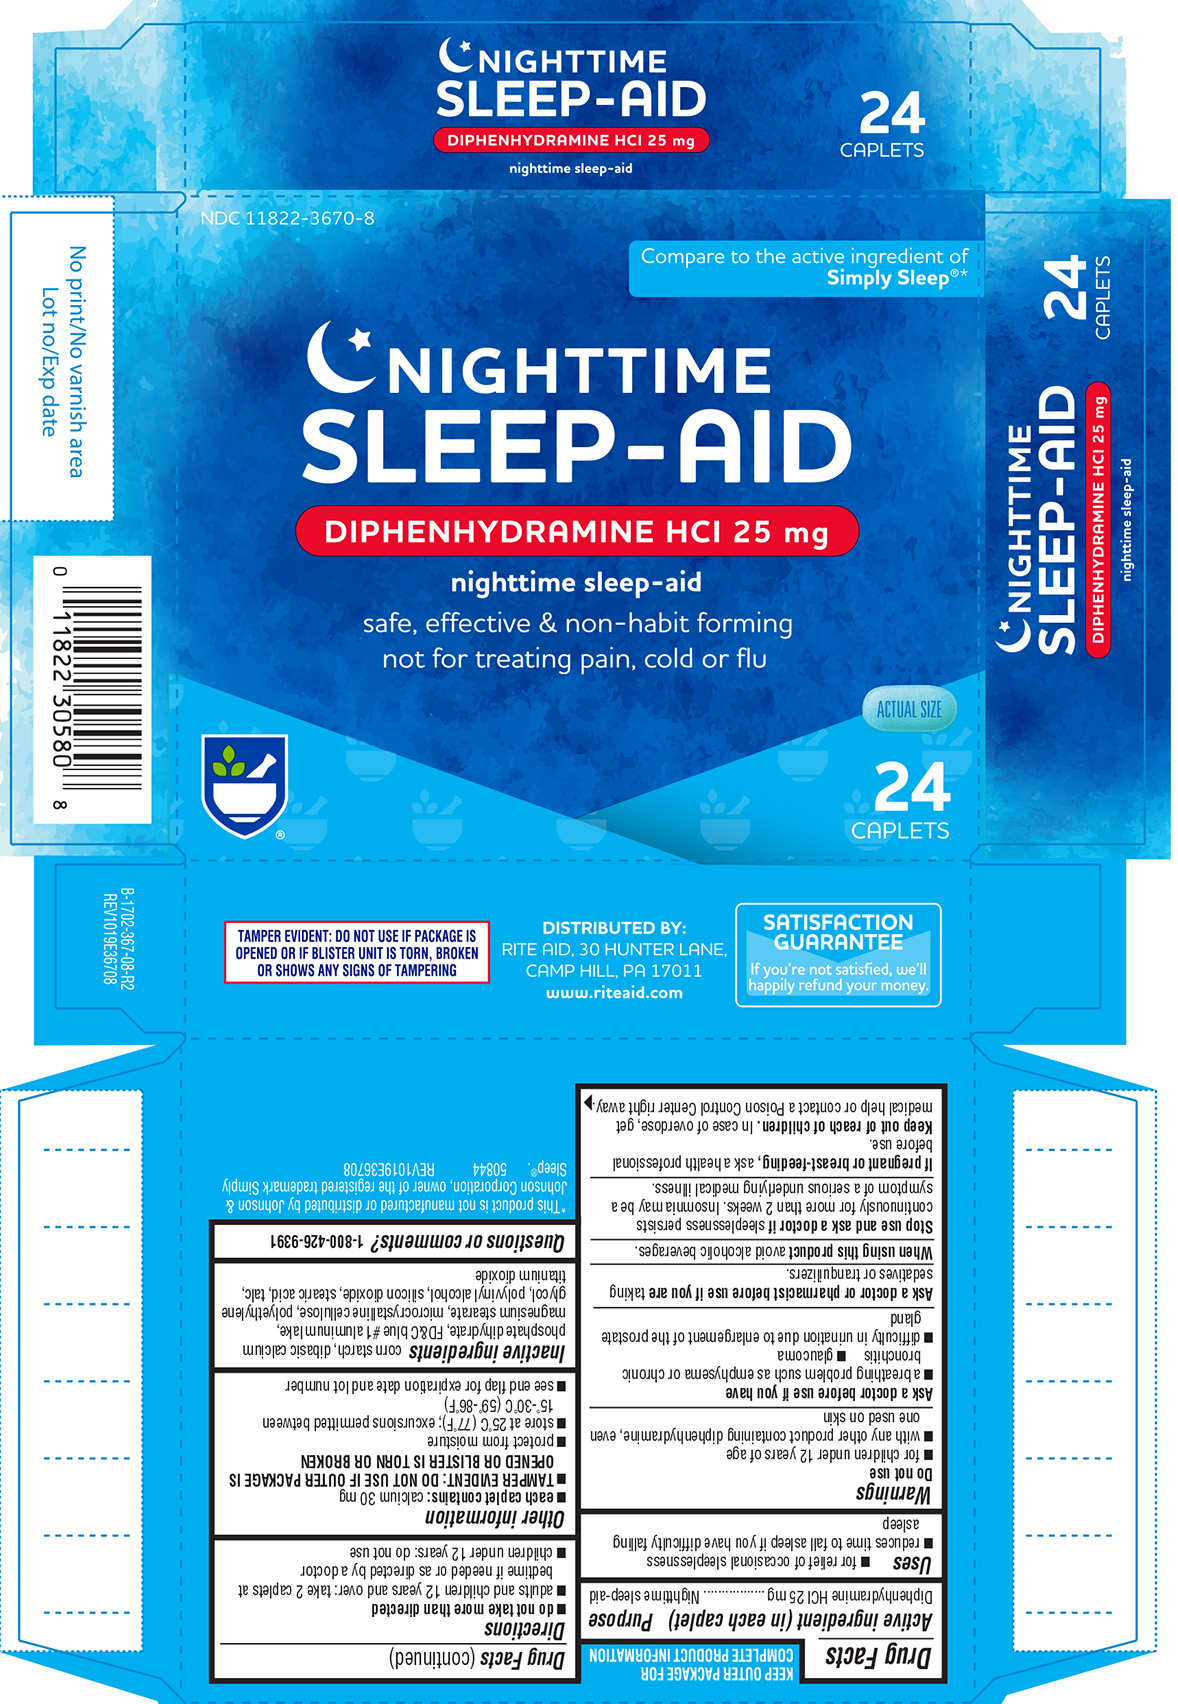 NIGHTTIME
SLEEP-AID
DIPHENHYDRAMINE HCl 25 mg
nighttime sleep-aid
24
CAPLETS
No print/No varnish area
Lot no/Exp date
0 11822 30580 8
NDC 11822-3670-8
Compare to the active ingredient of
Simply Sleep®*
NIGHTTIME
SLEEP-AID
DIPHENHYDRAMINE HCl 25 mg
nighttime sleep-aid
safe, effective & non-habit forming
not for treating pain, cold or flu
ACTUAL SIZE
24
CAPLETS
®
NIGHTTIME
SLEEP-AID
DIPHENHYDRAMINE HCl 25 mg
nighttime sleep-aid
24
CAPLETS
B-1702-367-08-R2
REV1019E36708
TAMPER EVIDENT: DO NOT USE IF PACKAGE IS
OPENED OR IF BLISTER UNIT IS TORN, BROKEN
OR SHOWS ANY SIGNS OF TAMPERING
DISTRIBUTED BY:
RITE AID, 30 HUNTER LANE,
CAMP HILL, PA 17011
www.riteaid.com
SATISFACTION
GUARANTEE
If you're not satisfied, we'll
happily refund your money.
Drug Facts
KEEP OUTER PACKAGE FOR
COMPLETE PRODUCT INFORMATION
Active ingredient (in each caplet) Purpose
Diphenhydramine HCl 25 mg.................. Nighttime sleep-aid
Uses ■ for relief of occasional sleeplessness
■ reduces time to fall asleep if you have difficulty falling
asleep
Warnings
Do not use
■ for children under 12 years of age
■ with any other product containing diphenhydramine, even
one used on skin
Ask a doctor before use if you have
■ a breathing problem such as emphysema or chronic
bronchitis ■ glaucoma
■ difficulty in urination due to enlargement of the prostate
gland
Ask a doctor or pharmacist before use if you are taking
sedatives or tranquilizers.
When using this product avoid alcoholic beverages.
Stop use and ask a doctor if sleeplessness persists
continuously for more than 2 weeks. Insomnia may be a
symptom of a serious underlying medical illness.
If pregnant or breast-feeding, ask a health professional
before use.
Keep out of reach of children. In case of overdose, get
medical help or contact a Poison Control Center right away.
Drug Facts (continued)
Directions
■ do not take more than directed
■ adults and children 12 years and over: take 2 caplets at
bedtime if needed or as directed by a doctor
■ children under 12 years: do not use
Other information
■ each caplet contains: calcium 30 mg
■ TAMPER EVIDENT: DO NOT USE IF OUTER PACKAGE IS
OPENED OR BLISTER IS TORN OR BROKEN
■ protect from moisture
■ store at 25°C (77°F); excursions permitted between
15°-30°C (59°-86°F)
■ see end flap for expiration date and lot number
Inactive ingredients corn starch, dibasic calcium
phosphate dihydrate, FD&C blue #1 aluminum lake,
magnesium stearate, microcrystalline cellulose, polyethylene
glycol, polyvinyl alcohol, silicon dioxide, stearic acid, talc,
titanium dioxide
Questions or comments? 1-800-426-9391
*This product is not manufactured or distributed by Johnson &
Johnson Corporation, owner of the registered trademark Simply
Sleep®. 50844 REV1019E36708